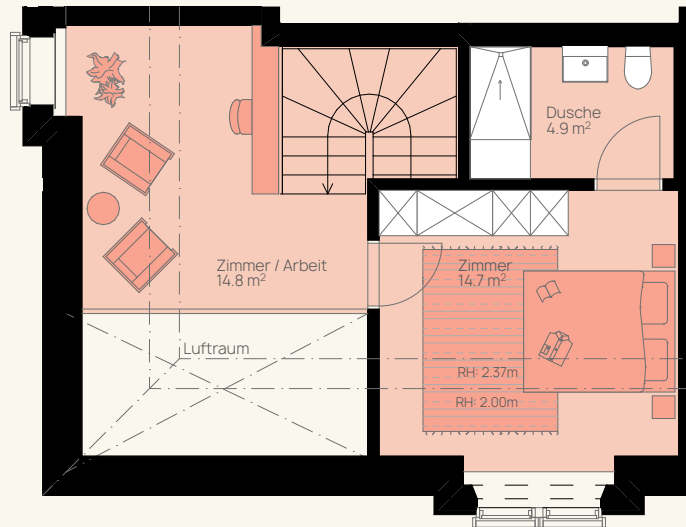 Dusche
4.9 m²
Zimmer / Arbeit
14.8 m²
Zimmer
14.7 m²
Luftraum
RH: 2.37m
RH: 2.00m